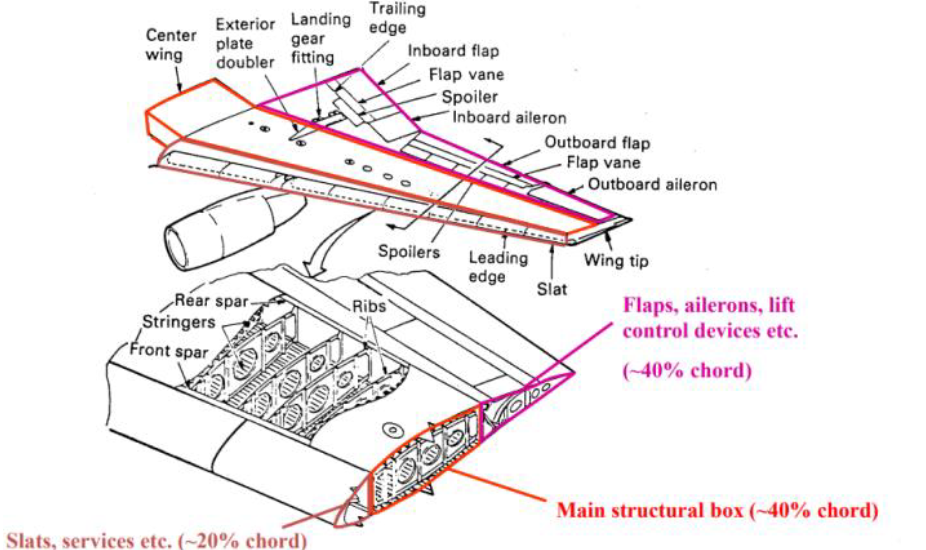 Center
wing
Exterior
plate
doubler
Landing
gear
fitting
Trailing
edge
Inboard flap
Flap vane
Spoiler
Inboard aileron
Outboard flap
Flap vane
Outboard aileron
Spoilers
Leading
edge
Slat
Wing tip
Rear spar
Stringers
Front spar
Ribs
Flaps, ailerons, lift
control devices etc.
(~40% chord)
Main structural box (~40% chord)
Slats, services etc. (~20% chord)